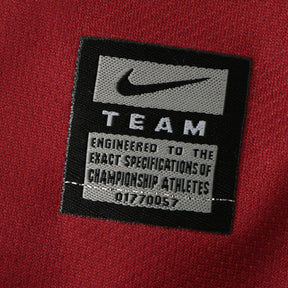 TEAM
ENGINEERED TO THE
EXACT SPECIFICATIONS OF
CHAMPIONSHIP ATHLETES
01770057